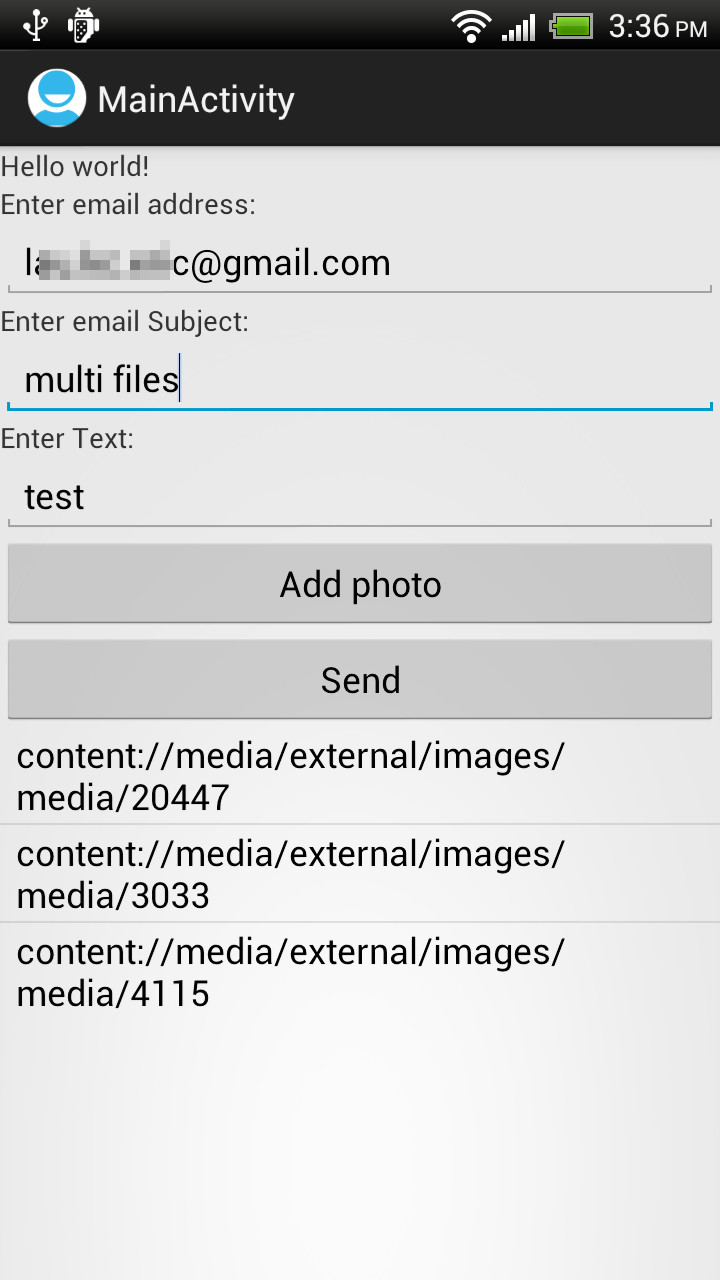 3:36 PM
MainActivity
Hello world!
Enter email address:
c@gmail.com
Enter email Subject:
multi files
Enter Text:
test
Add photo
Send
content://media/external/images/
media/20447
content://media/external/images/
media/3033
content://media/external/images/
media/4115